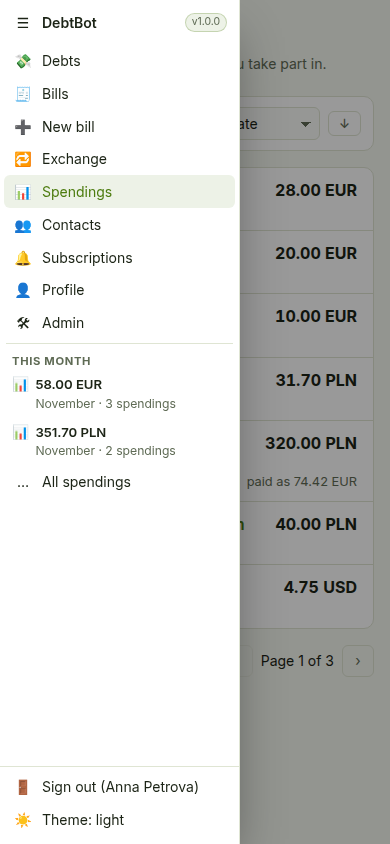 ☰ DebtBot v1.0.0
💸 Debts
🧾 Bills
➕ New bill
🔁 Exchange
📊 Spendings
👥 Contacts
🔔 Subscriptions
👤 Profile
🛠 Admin
THIS MONTH
📊 58.00 EUR
November · 3 spendings
📊 351.70 PLN
November · 2 spendings
… All spendings
🚪 Sign out (Anna Petrova)
☀️ Theme: light
take part in.
↓
28.00 EUR
20.00 EUR
10.00 EUR
31.70 PLN
320.00 PLN
paid as 74.42 EUR
40.00 PLN
4.75 USD
Page 1 of 3 ›